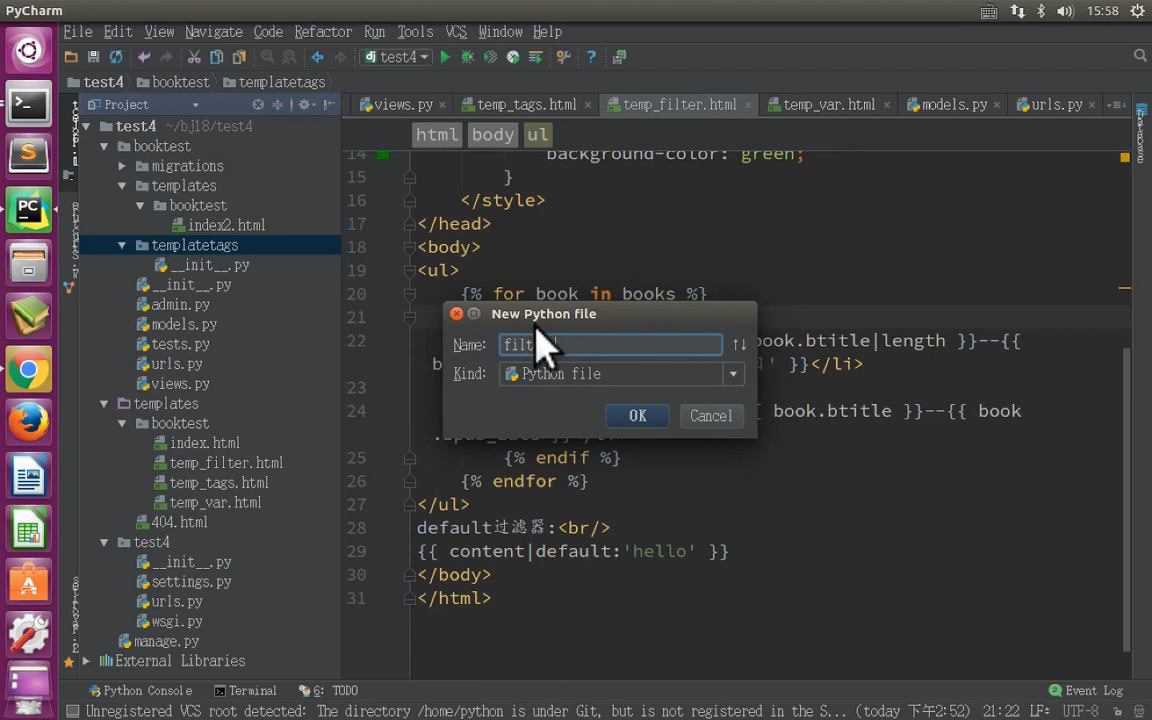 PyCharm
15:58
File Edit View Navigate Code Refactor Run Tools VCS Window Help
dj test4
test4 booktest templatetags
Project
views.py × temp_tags.html × temp_filter.html × temp_var.html × models.py × urls.py ×
html body ul
test4 ~/bj18/test4
booktest
migrations
templates
booktest
index2.html
templatetags
__init__.py
__init__.py
admin.py
models.py
tests.py
urls.py
views.py
templates
booktest
index.html
temp_filter.html
temp_tags.html
temp_var.html
404.html
test4
__init__.py
settings.py
urls.py
wsgi.py
manage.py
External Libraries
14 background-color: green;
15 }
16 </style>
17 </head>
18 <body>
19 <ul>
20 {% for book in books %}
21
22 book.btitle|length }}--{{
' }}</li>
23
24 {{ book.btitle }}--{{ book
25 {% endif %}
26 {% endfor %}
27 </ul>
28 default过滤器:<br/>
29 {{ content|default:'hello' }}
30 </body>
31 </html>
New Python file
Name: filt
Kind: Python file
OK Cancel
Python Console Terminal 6: TODO Event Log
Unregistered VCS root detected: The directory /home/python is under Git, but is not registered in the S... (today 下午2:52) 21:22 LF÷ UTF-8